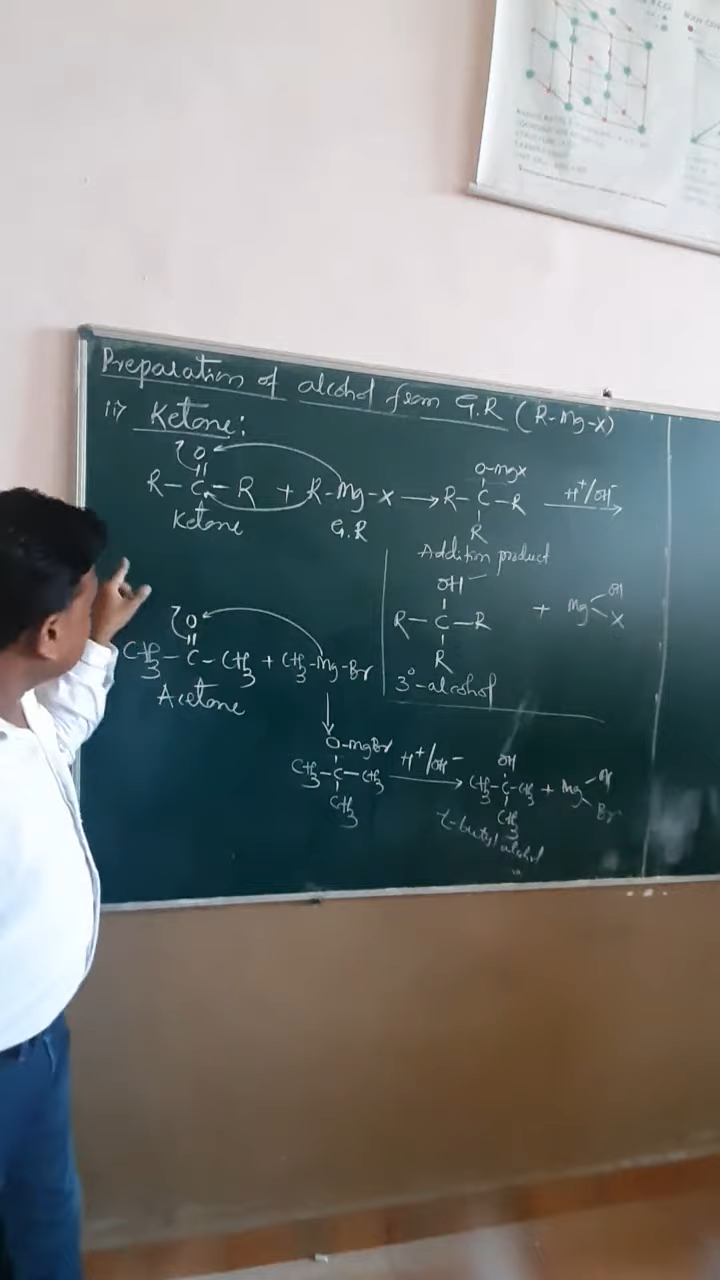 Preparation of alcohol from G.R (R-Mg-X)
ii) Ketone:
O O-mgx
R-C-R + R-Mg-X → R-C-R H+/OH-
Ketone G.R R
Addition product
OH
R-C-R + Mg OH X
R
3°-alcohol
O
CH3-C-CH3 + CH3-Mg-Br
Acetone
O-mgBr OH
CH3-C-CH3 H+/OH- → CH3-C-CH3 + Mg OH Br
CH3 CH3
t-butyl alcohol